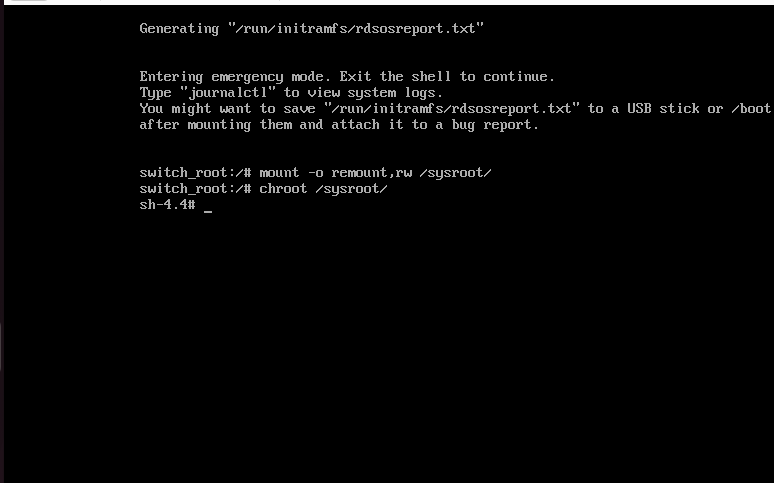 Generating "/run/initramfs/rdsosreport.txt"
Entering emergency mode. Exit the shell to continue.
Type "journalctl" to view system logs.
You might want to save "/run/initramfs/rdsosreport.txt" to a USB stick or /boot
after mounting them and attach it to a bug report.
switch_root:/# mount -o remount,rw /sysroot/
switch_root:/# chroot /sysroot/
sh-4.4# _